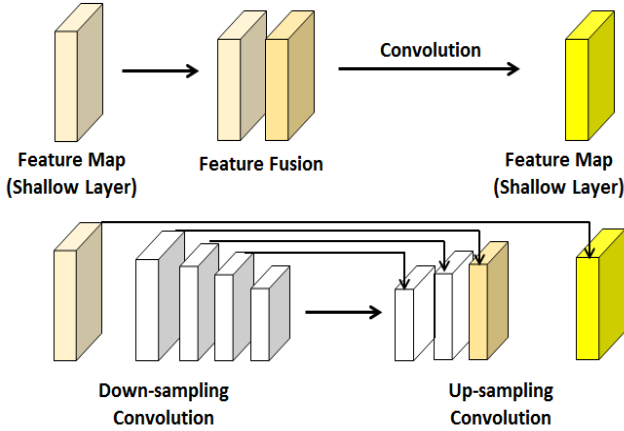 Convolution
Feature Map
(Shallow Layer)
Feature Fusion
Feature Map
(Shallow Layer)
Down-sampling
Convolution
Up-sampling
Convolution